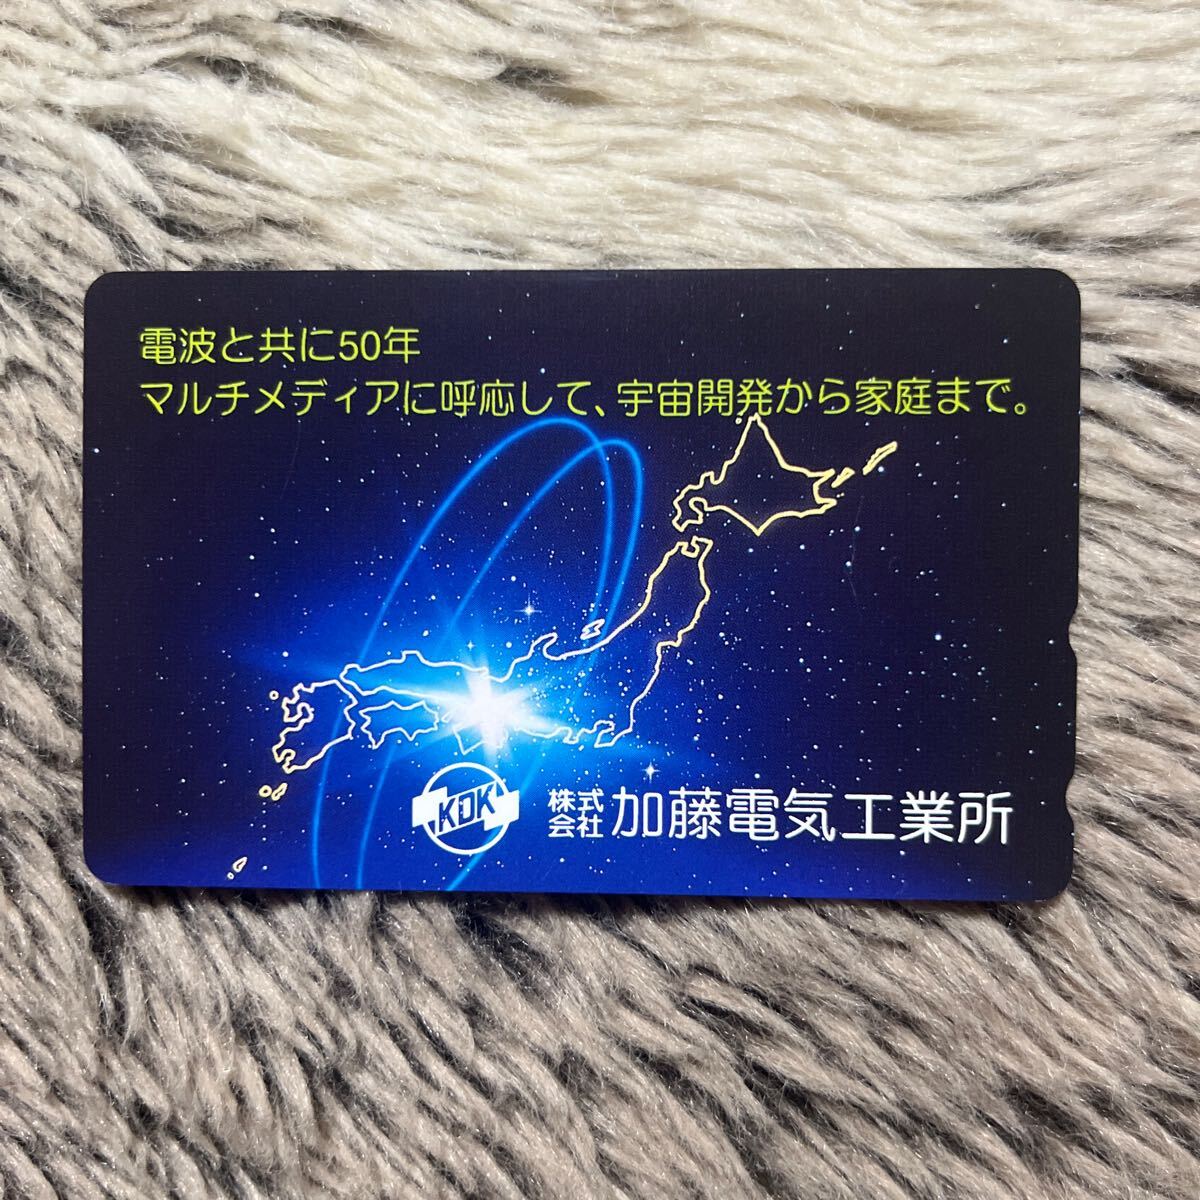 電波と共に50年
マルチメディアに呼応して、宇宙開発から家庭まで。
KDK
株式会社 加藤電気工業所